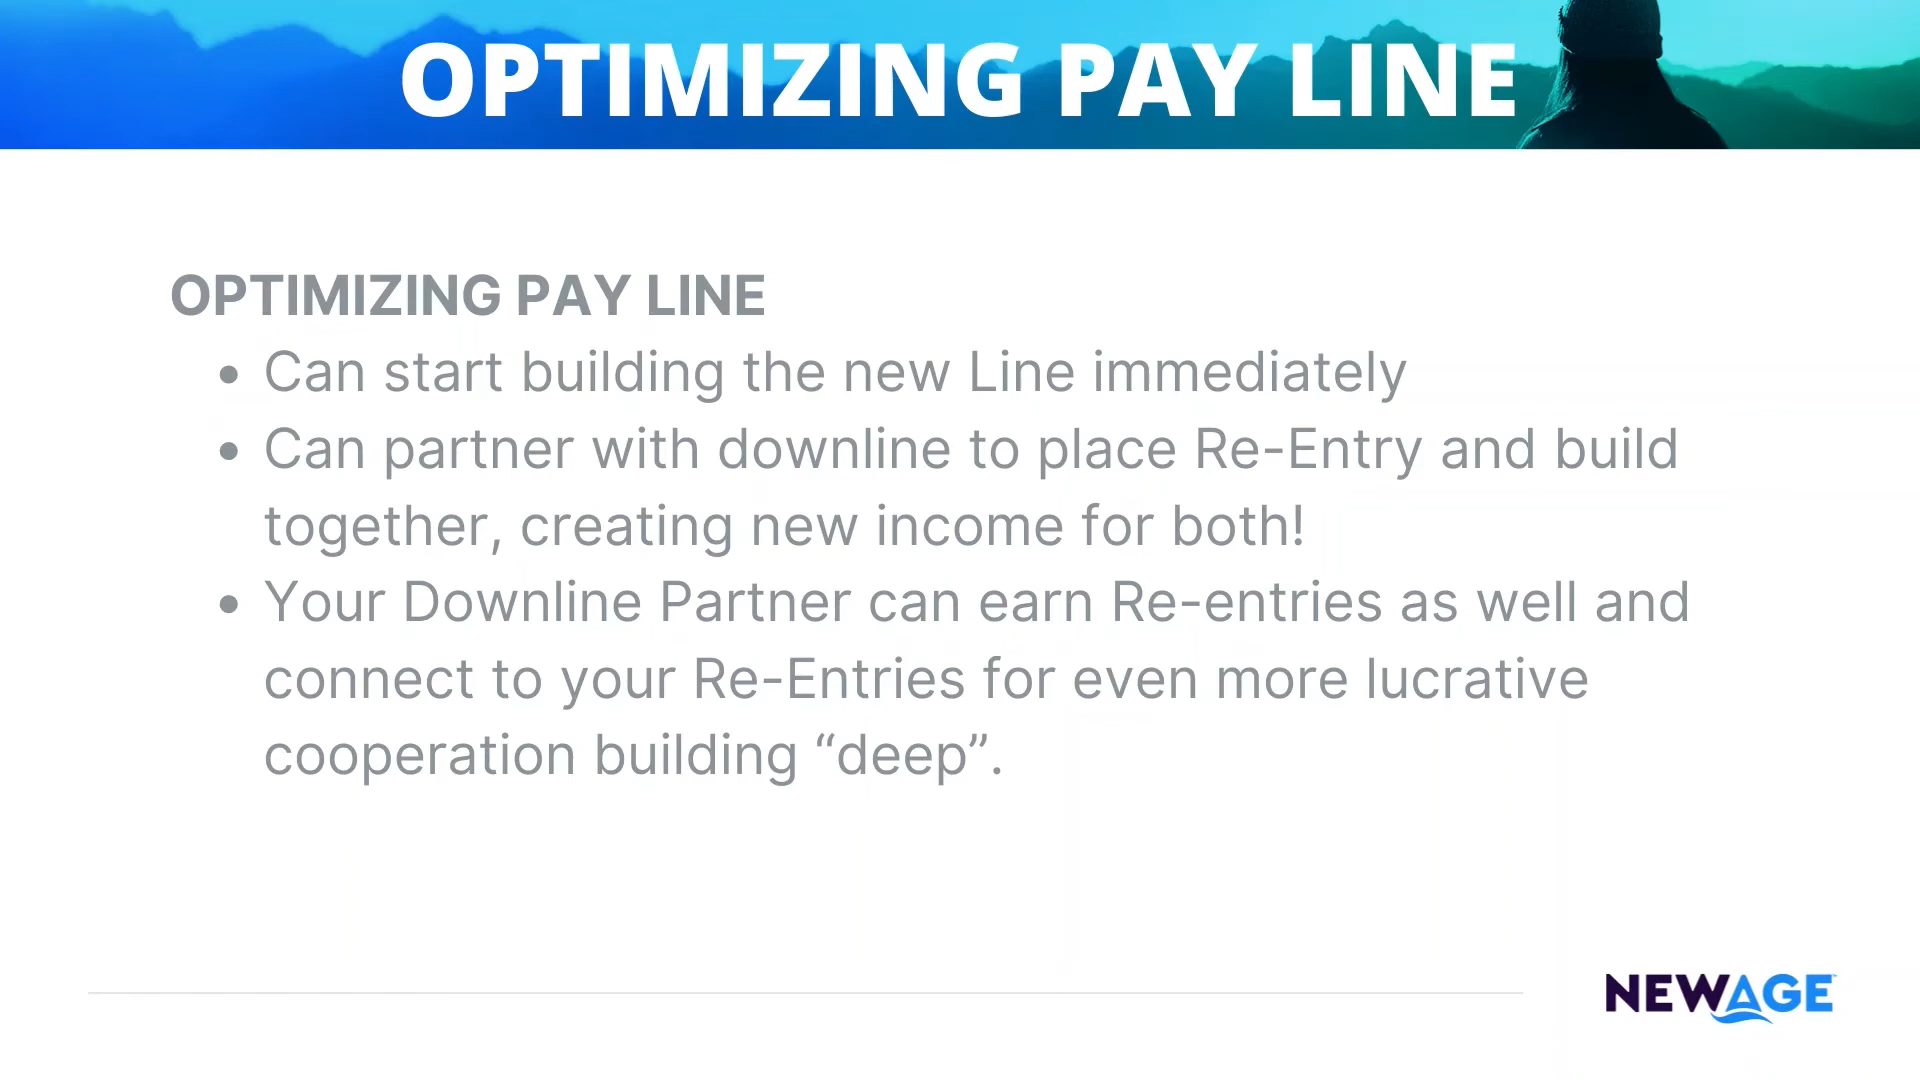 OPTIMIZING PAY LINE
OPTIMIZING PAY LINE
• Can start building the new Line immediately
• Can partner with downline to place Re-Entry and build
together, creating new income for both!
• Your Downline Partner can earn Re-entries as well and
connect to your Re-Entries for even more lucrative
cooperation building “deep”.
NEWAGE™